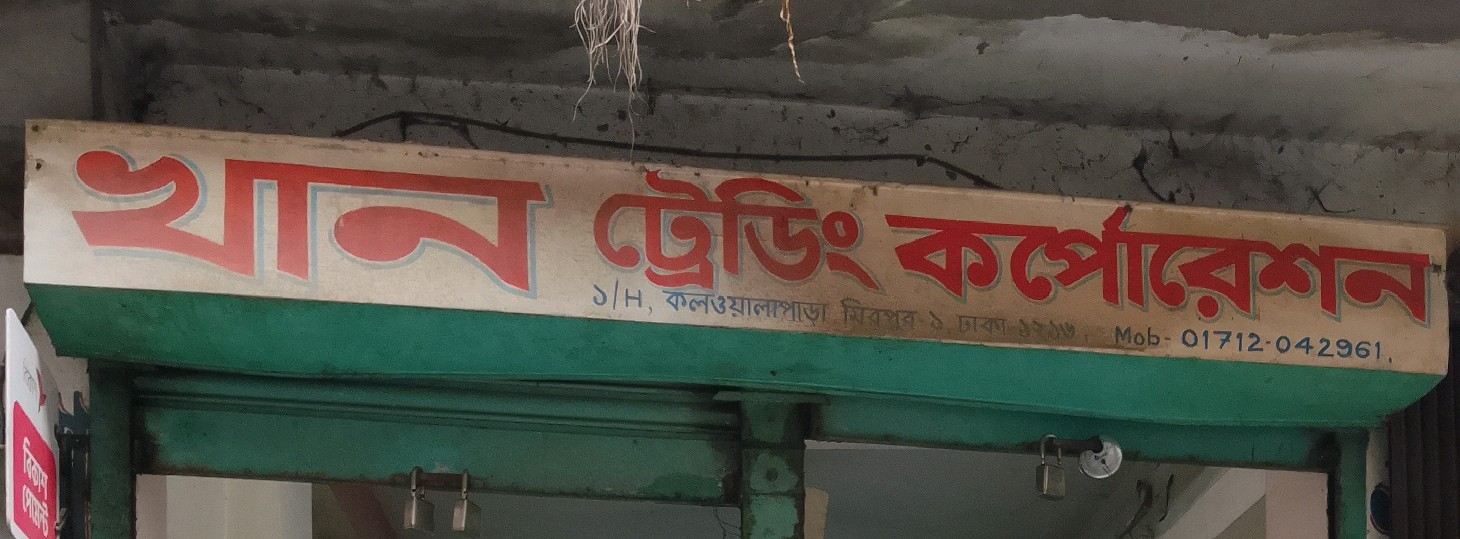 খান ট্রেডিং কর্পোরেশন
১/H, কলওয়ালাপাড়া মিরপুর-১ ঢাকা-১২১৬, Mob- 01712-042961.
বিকাশ
পেমেন্ট